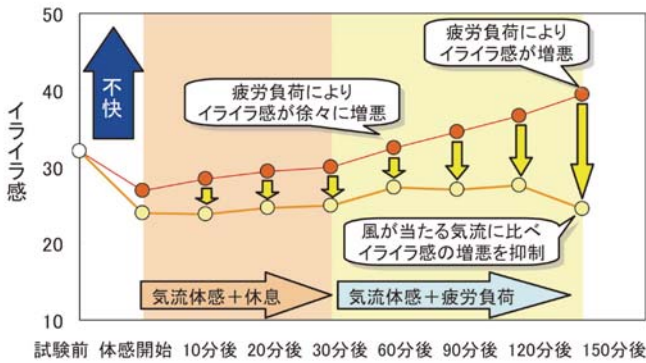 50
40
30
20
10
イライラ感
不快
疲労負荷により
イライラ感が徐々に増悪
疲労負荷により
イライラ感が増悪
風が当たる気流に比べ
イライラ感の増悪を抑制
気流体感＋休息
気流体感＋疲労負荷
試験前 体感開始 10分後 20分後 30分後 60分後 90分後 120分後 150分後